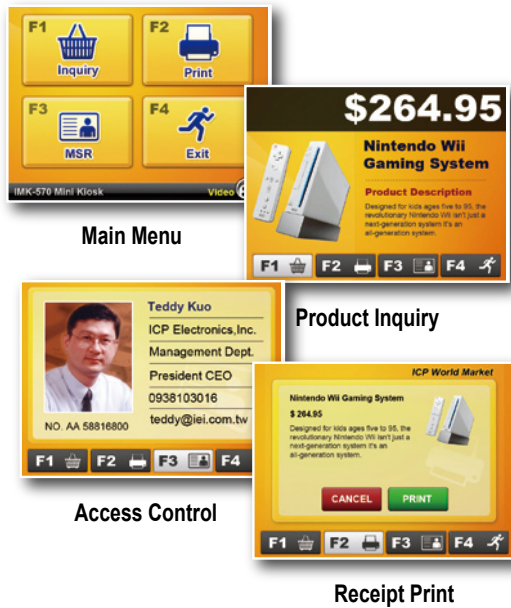 F1
Inquiry
F2
Print
F3
MSR
F4
Exit
IMK-570 Mini Kiosk
Video
Main Menu
$264.95
Nintendo Wii
Gaming System
Product Description
Designed for kids ages five to 95, the
revolutionary Nintendo Wii isn't just a
next-generation system it's an
all-generation system.
F1 F2 F3 F4
Product Inquiry
Teddy Kuo
ICP Electronics,Inc.
Management Dept.
President CEO
0938103016
teddy@iei.com.tw
NO. AA 58816800
F1 F2 F3 F4
Access Control
ICP World Market
Nintendo Wii Gaming System
$ 264.95
Designed for kids ages five to 95, the
revolutionary Nintendo Wii isn't just a
next-generation system it's an
all-generation system.
CANCEL PRINT
F1 F2 F3 F4
Receipt Print